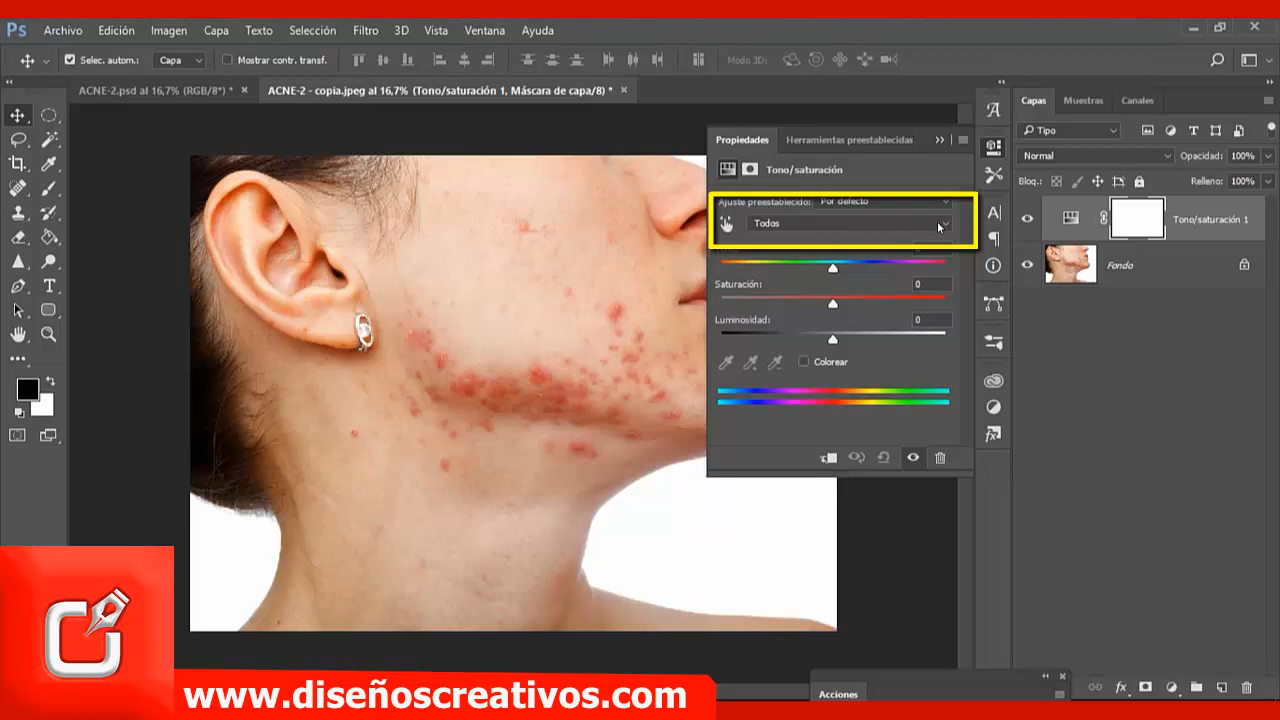 Ps Archivo Edición Imagen Capa Texto Selección Filtro 3D Vista Ventana Ayuda
Selec. autom.: Capa Mostrar contr. transf. Modo 3D:
ACNE-2.psd al 16,7% (RGB/8*) * ACNE-2 - copia.jpeg al 16,7% (Tono/saturación 1, Máscara de capa/8) *
Propiedades Herramientas preestablecidas
Tono/saturación
Ajuste preestablecido: Por defecto
Todos
Saturación: 0
Luminosidad: 0
Colorear
Capas Muestras Canales
Tipo
Normal Opacidad: 100%
Bloq.: Relleno: 100%
Tono/saturación 1
Fondo
Acciones
www.diseñoscreativos.com